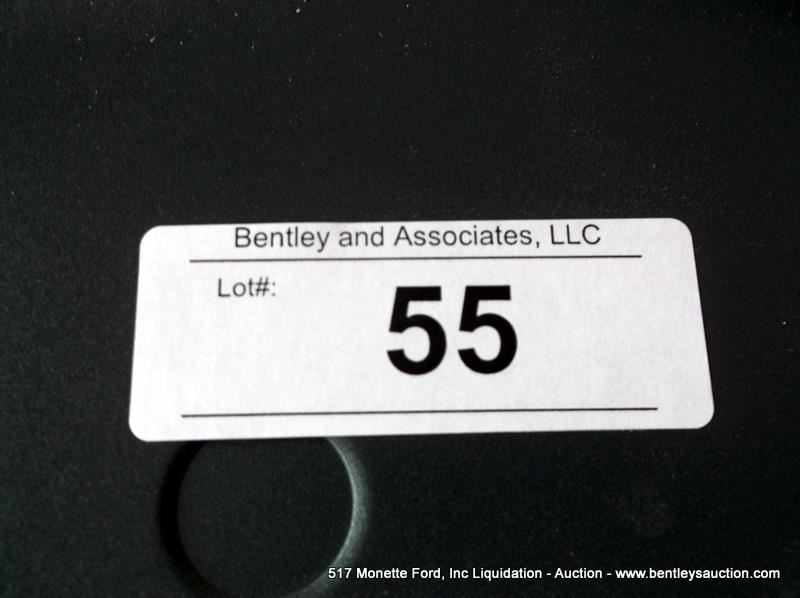 Bentley and Associates, LLC
Lot#:
55
517 Monette Ford, Inc Liquidation - Auction - www.bentleysauction.com